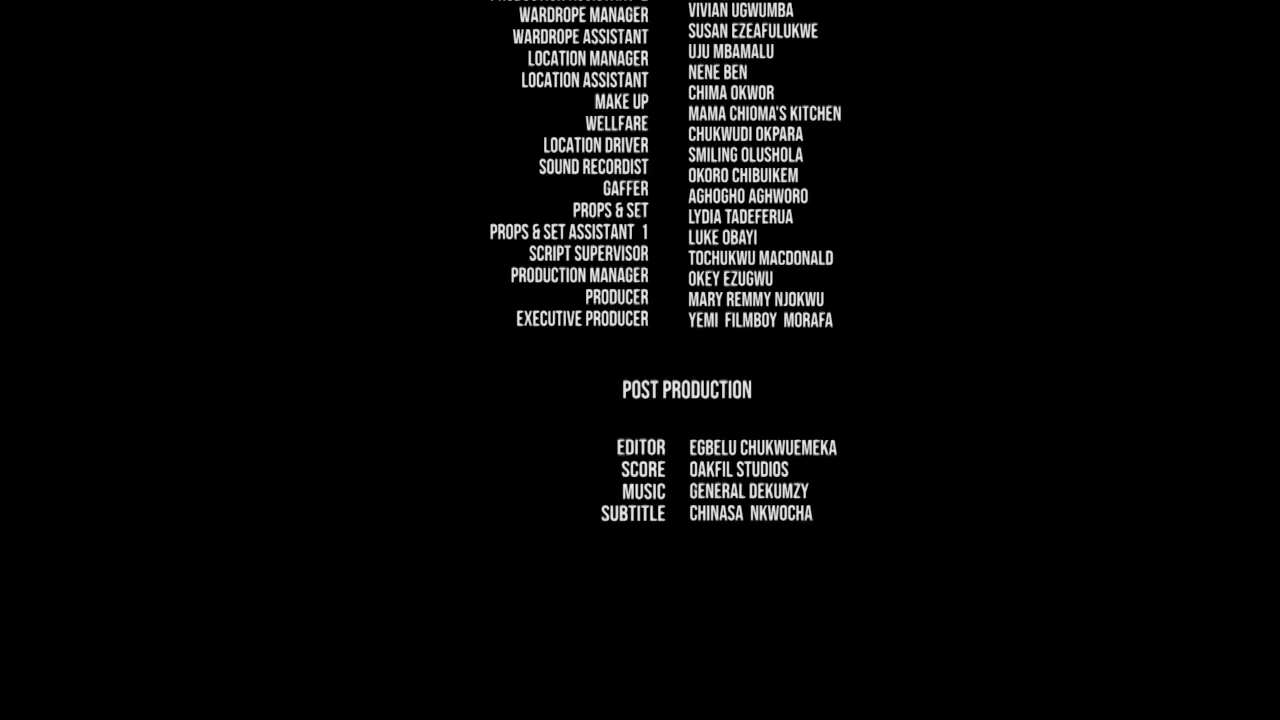 VIVIAN UGWUMBA
WARDROPE MANAGER SUSAN EZEAFULUKWE
WARDROPE ASSISTANT UJU MBAMALU
LOCATION MANAGER NENE BEN
LOCATION ASSISTANT CHIMA OKWOR
MAKE UP MAMA CHIOMA'S KITCHEN
WELLFARE CHUKWUDI OKPARA
LOCATION DRIVER SMILING OLUSHOLA
SOUND RECORDIST OKORO CHIBUIKEM
GAFFER AGHOGHO AGHWORO
PROPS & SET LYDIA TADEFERUA
PROPS & SET ASSISTANT 1 LUKE OBAYI
SCRIPT SUPERVISOR TOCHUKWU MACDONALD
PRODUCTION MANAGER OKEY EZUGWU
PRODUCER MARY REMMY NJOKWU
EXECUTIVE PRODUCER YEMI FILMBOY MORAFA
POST PRODUCTION
EDITOR EGBELU CHUKWUEMEKA
SCORE OAKFIL STUDIOS
MUSIC GENERAL DEKUMZY
SUBTITLE CHINASA NKWOCHA